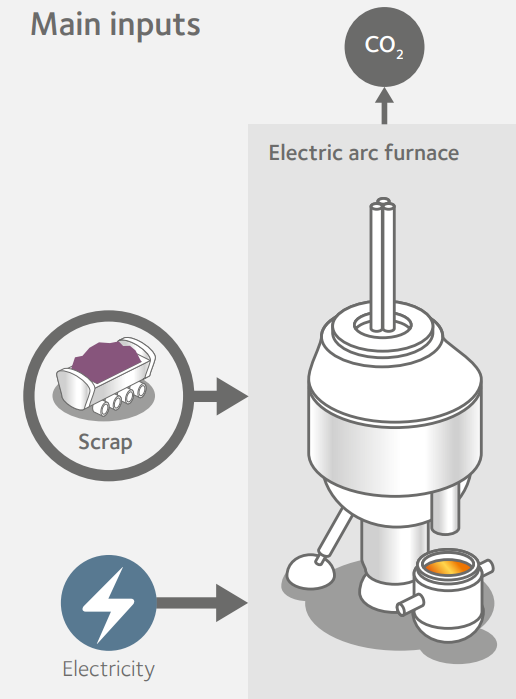 Main inputs
CO₂
Electric arc furnace
Scrap
Electricity